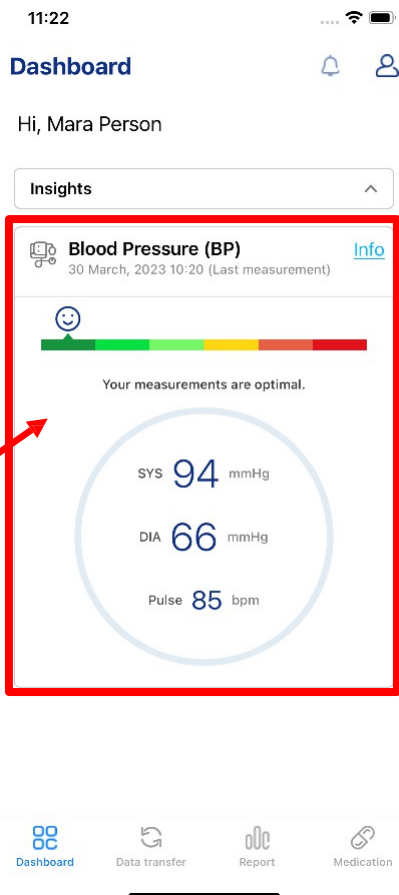 11:22
Dashboard
Hi, Mara Person
Insights
Blood Pressure (BP)
Info
30 March, 2023 10:20 (Last measurement)
Your measurements are optimal.
SYS 94 mmHg
DIA 66 mmHg
Pulse 85 bpm
Dashboard Data transfer Report Medication